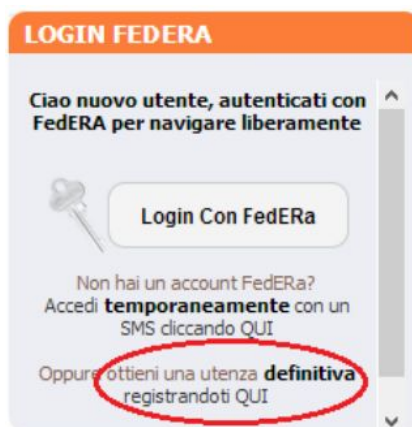 LOGIN FEDERA
Ciao nuovo utente, autenticati con
FedERA per navigare liberamente
Login Con FedERa
Non hai un account FedERa?
Accedi temporaneamente con un
SMS cliccando QUI
Oppure ottieni una utenza definitiva
registrandoti QUI